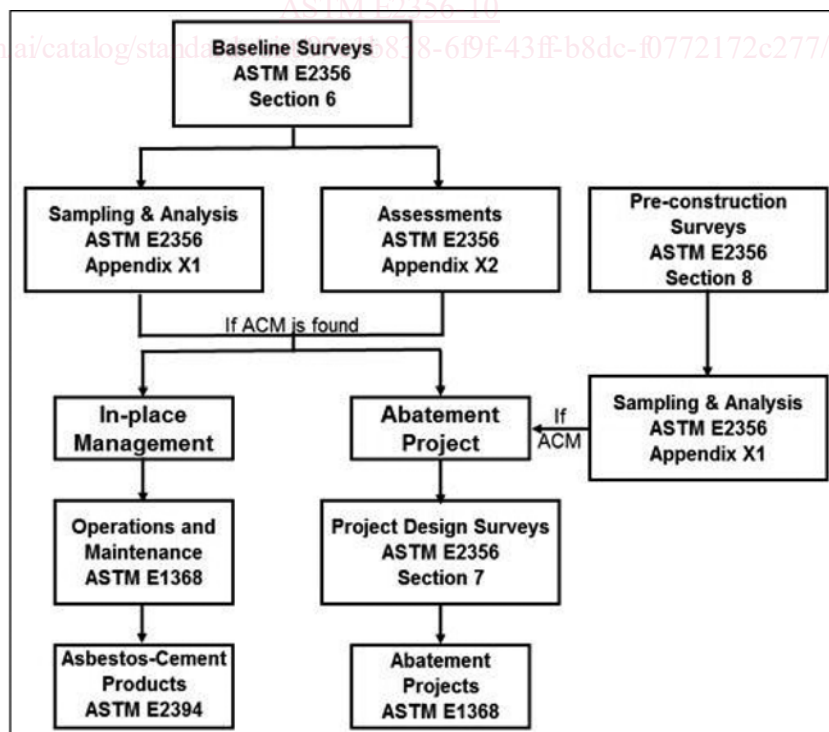 ASTM E2356-10
Baseline Surveys
ASTM E2356
Section 6
Sampling & Analysis
ASTM E2356
Appendix X1
Assessments
ASTM E2356
Appendix X2
Pre-construction
Surveys
ASTM E2356
Section 8
If ACM is found
In-place
Management
Abatement
Project
If
ACM
Sampling & Analysis
ASTM E2356
Appendix X1
Operations and
Maintenance
ASTM E1368
Project Design Surveys
ASTM E2356
Section 7
Asbestos-Cement
Products
ASTM E2394
Abatement
Projects
ASTM E1368